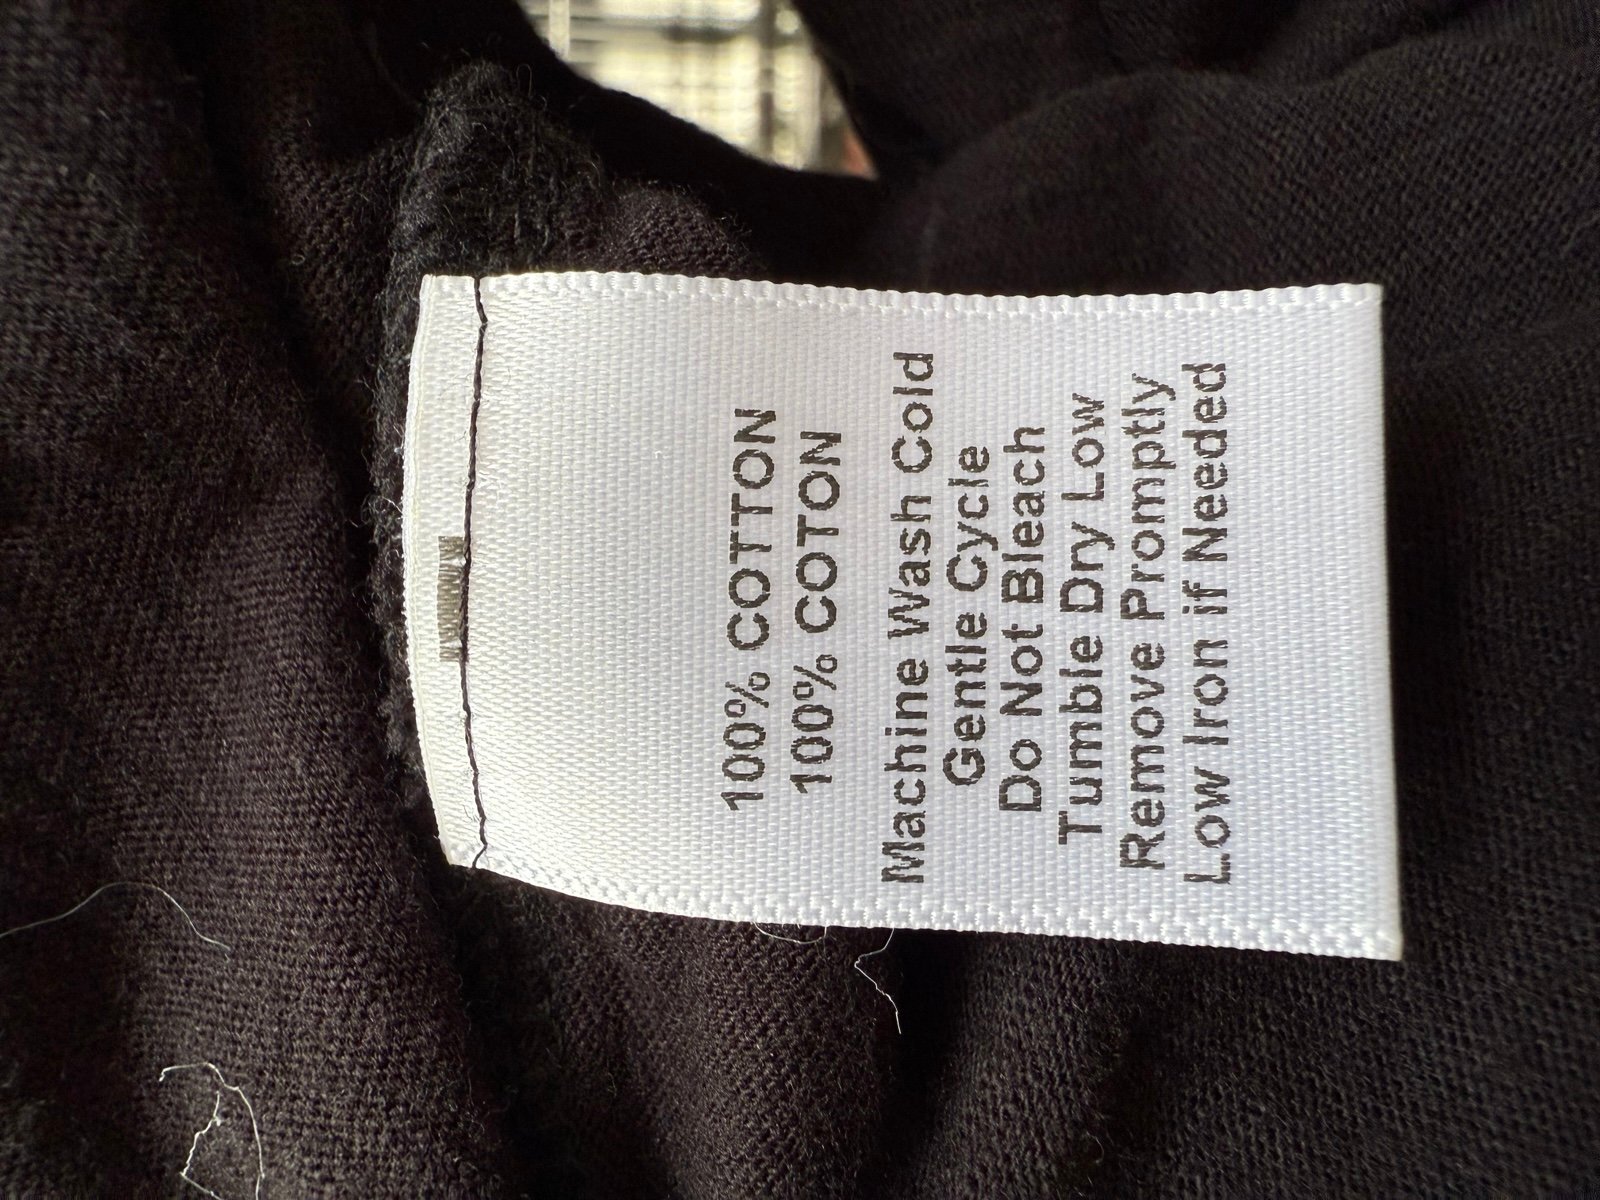 100% COTTON
100% COTON
Machine Wash Cold
Gentle Cycle
Do Not Bleach
Tumble Dry Low
Remove Promptly
Low Iron if Needed